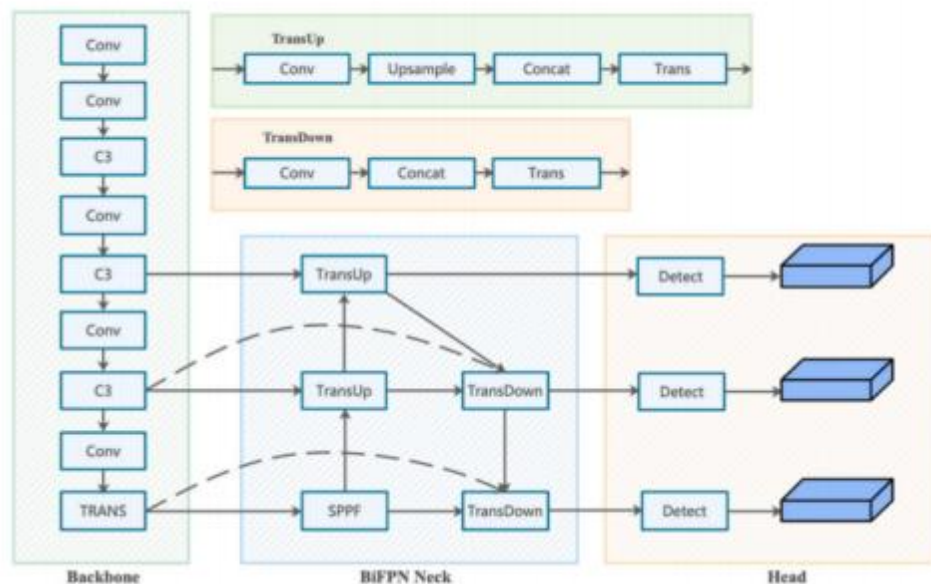 Conv
Conv
C3
Conv
C3
Conv
C3
Conv
TRANS
Backbone
TransUp
Conv Upsample Concat Trans
TransDown
Conv Concat Trans
TransUp
TransUp TransDown
SPPF TransDown
BiFPN Neck
Detect
Detect
Detect
Head